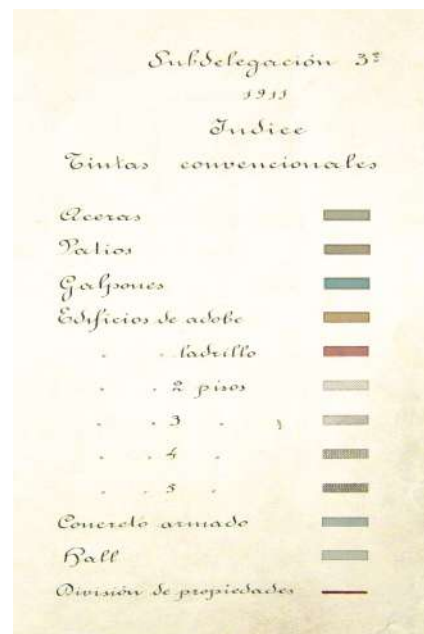 Subdelegación 3ª
1911
Indice
Tintas convencionales
Aceras
Patios
Galpones
Edificios de adobe
" " ladrillo
" " 2 pisos
" " 3 "
" " 4 "
" " 5 "
Concreto armado
Hall
División de propiedades